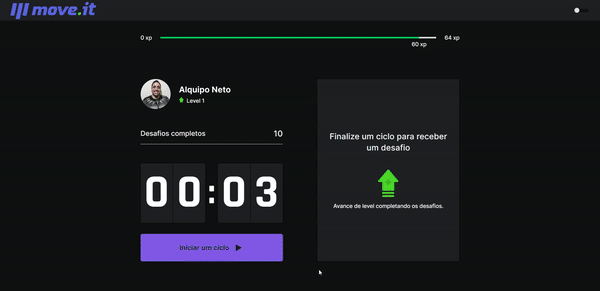 move.it
0 xp
60 xp
64 xp
Alquipo Neto
Level 1
Desafios completos 10
00:03
Iniciar um ciclo
Finalize um ciclo para receber
um desafio
Avance de level completando os desafios.